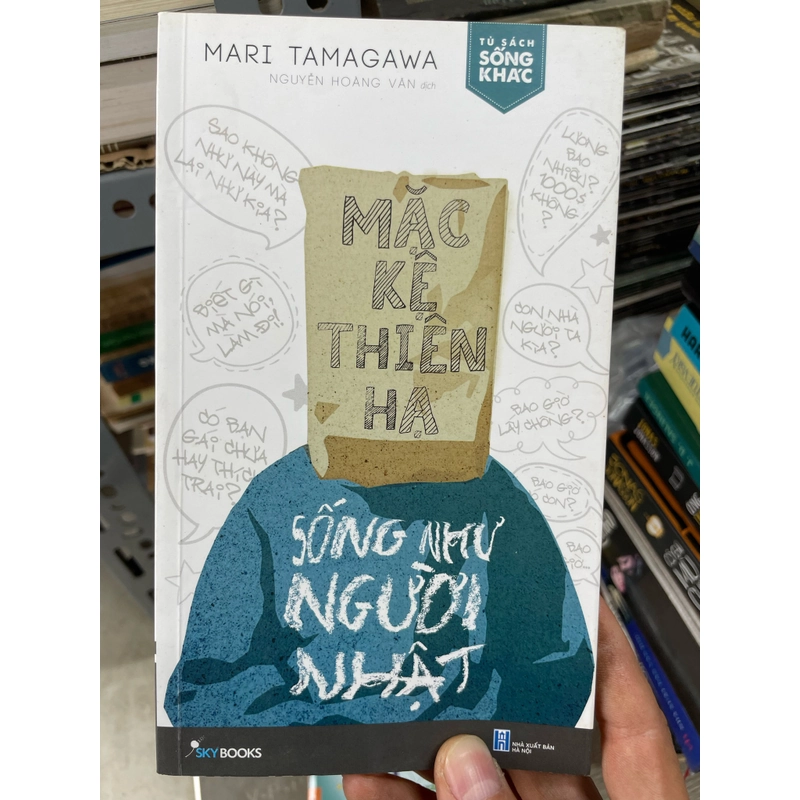 MARI TAMAGAWA
NGUYỄN HOÀNG VÂN dịch
TỦ SÁCH
SỐNG
KHÁC
SAO KHÔNG
NHƯ NÀY MÀ
LẠI NHƯ KIA?
LƯƠNG
BAO
NHIÊU?
1000$
KHÔNG
?
MẶC
KỆ
THIÊN
HẠ
BIẾT GÌ
MÀ NÓI,
LÀM ĐI!
CON NHÀ
NGƯỜI TA
KÌA?
CÓ BẠN
GÁI CHƯA
HAY THÍCH
TRAI?
BAO GIỜ
LẤY CHỒNG?
BAO GIỜ
CÓ CON?
BAO
GIỜ...
SỐNG NHƯ
NGƯỜI
NHẬT
SKYBOOKS
NHÀ XUẤT BẢN
HÀ NỘI